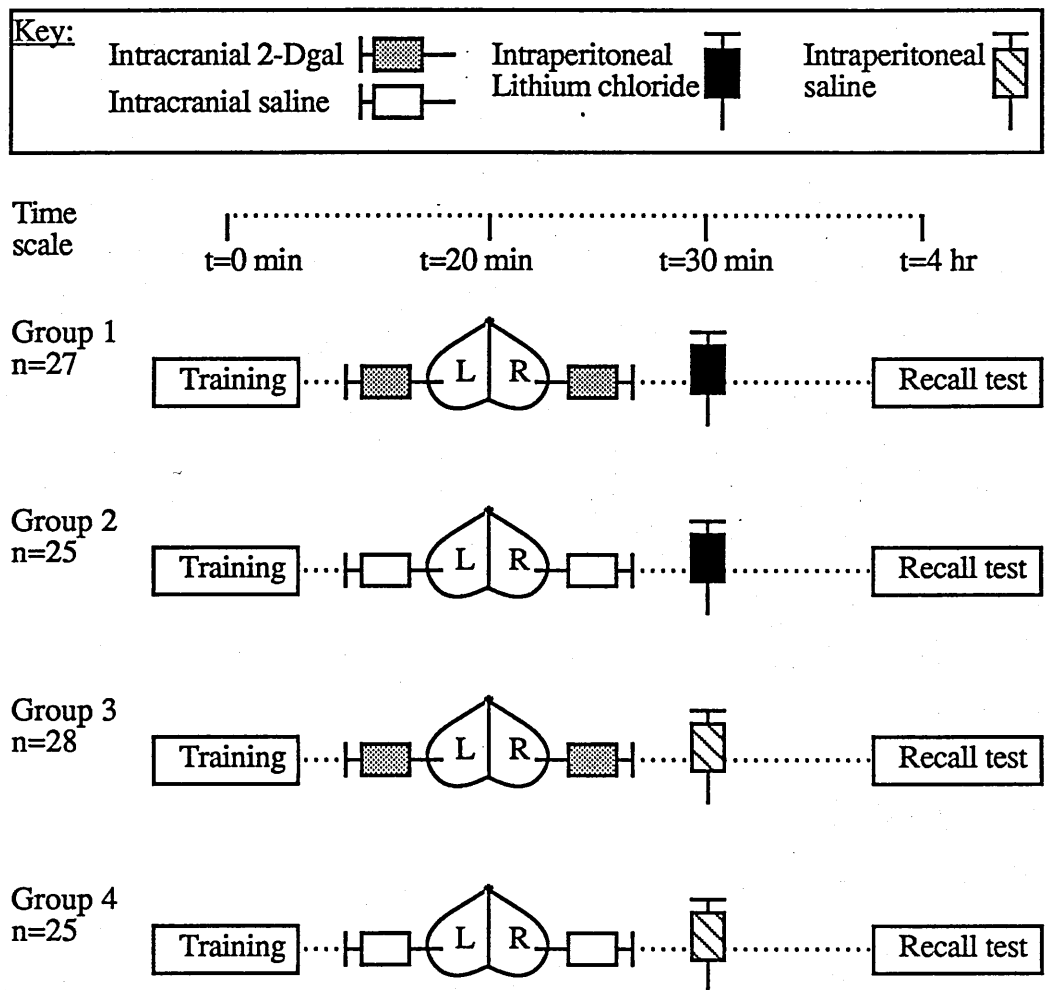 Key:
Intracranial 2-Dgal
Intracranial saline
Intraperitoneal
Lithium chloride
Intraperitoneal
saline
Time
scale
t=0 min
t=20 min
t=30 min
t=4 hr
Group 1
n=27
Training
L
R
Recall test
Group 2
n=25
Training
L
R
Recall test
Group 3
n=28
Training
L
R
Recall test
Group 4
n=25
Training
L
R
Recall test